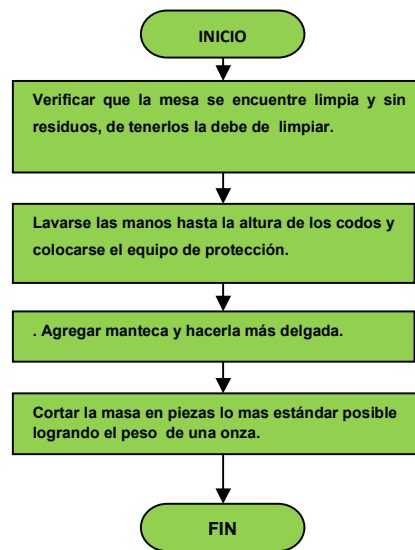 INICIO
Verificar que la mesa se encuentre limpia y sin
residuos, de tenerlos la debe de limpiar.
Lavarse las manos hasta la altura de los codos y
colocarse el equipo de protección.
. Agregar manteca y hacerla más delgada.
Cortar la masa en piezas lo mas estándar posible
logrando el peso de una onza.
FIN